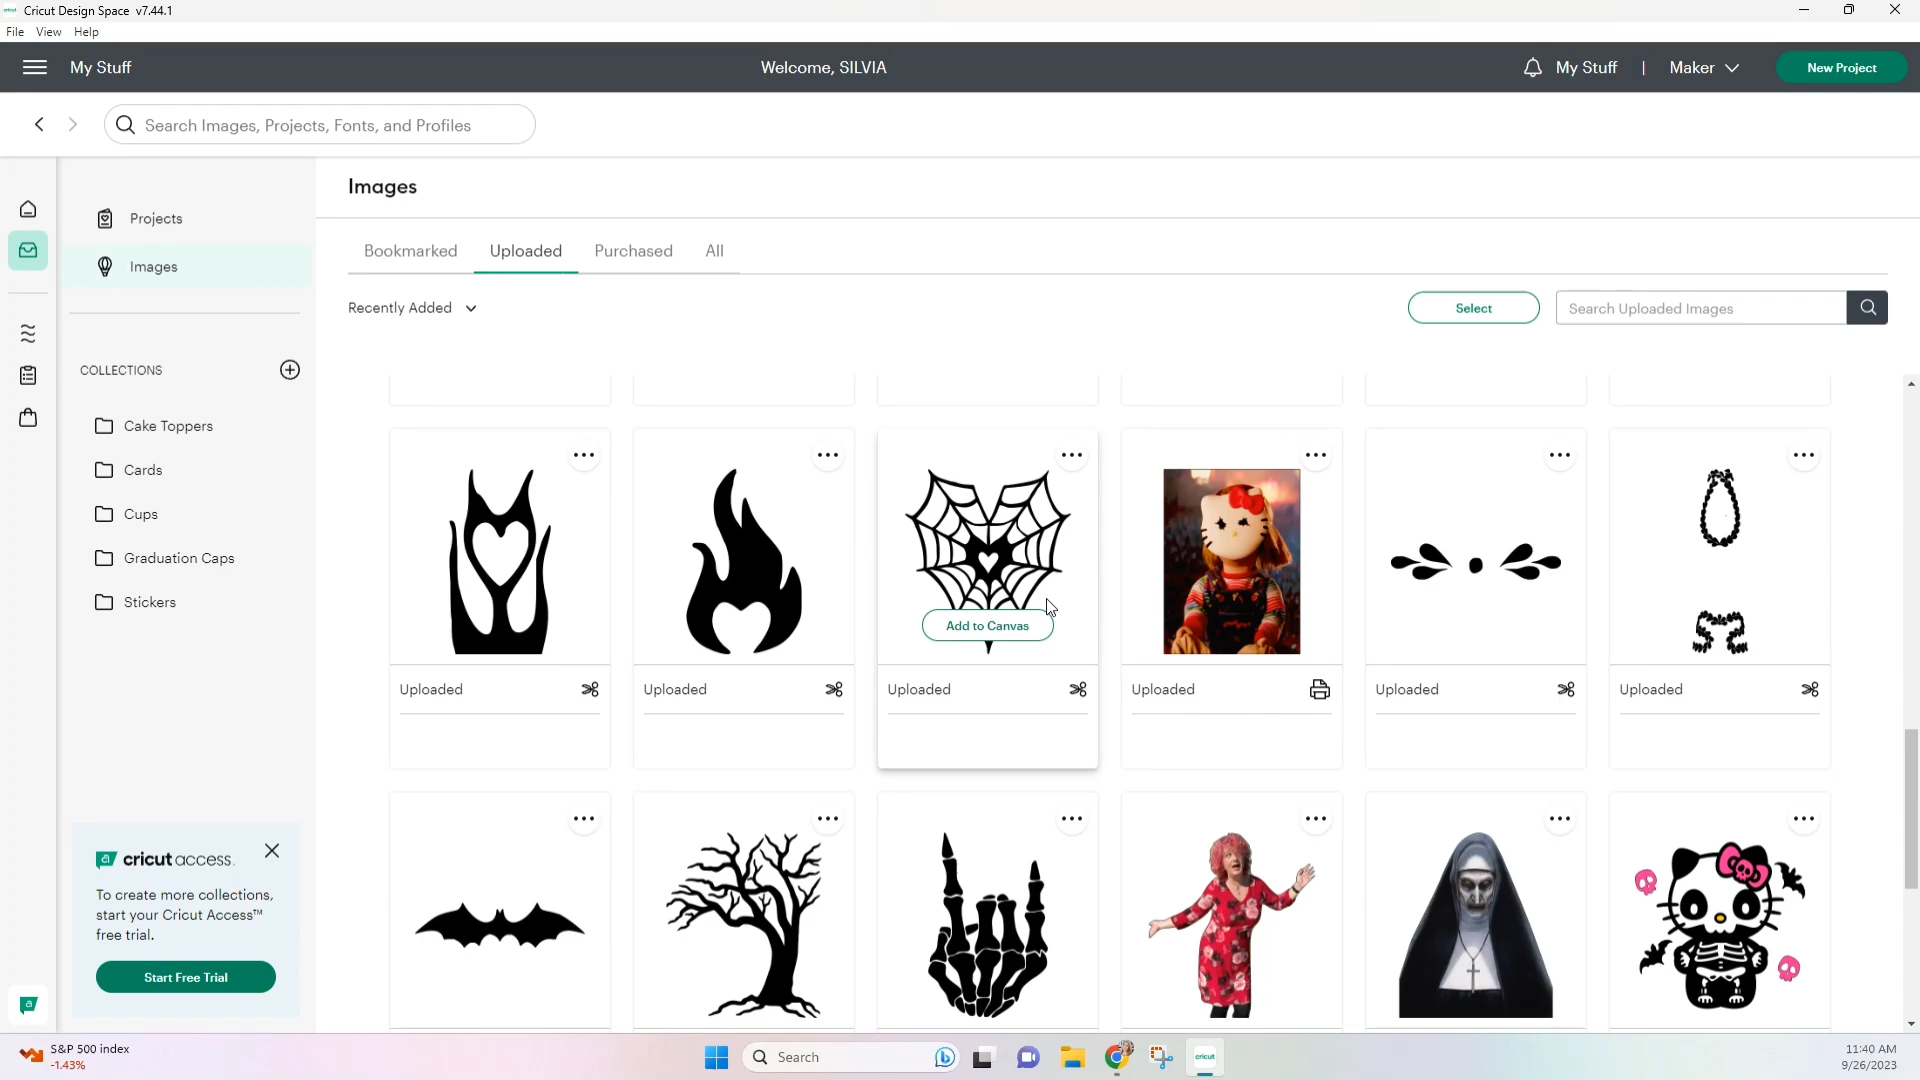 Cricut Design Space v7.44.1
File View Help
My Stuff
Welcome, SILVIA
My Stuff | Maker
New Project
Search Images, Projects, Fonts, and Profiles
Images
Projects
Images
Bookmarked Uploaded Purchased All
Recently Added
Select
Search Uploaded Images
COLLECTIONS
Cake Toppers
Cards
Cups
Graduation Caps
Stickers
Add to Canvas
Uploaded Uploaded Uploaded Uploaded Uploaded Uploaded
cricut access.
To create more collections,
start your Cricut Access™
free trial.
Start Free Trial
S&P 500 index
-1.43%
Search
cricut
11:40 AM
9/26/2023